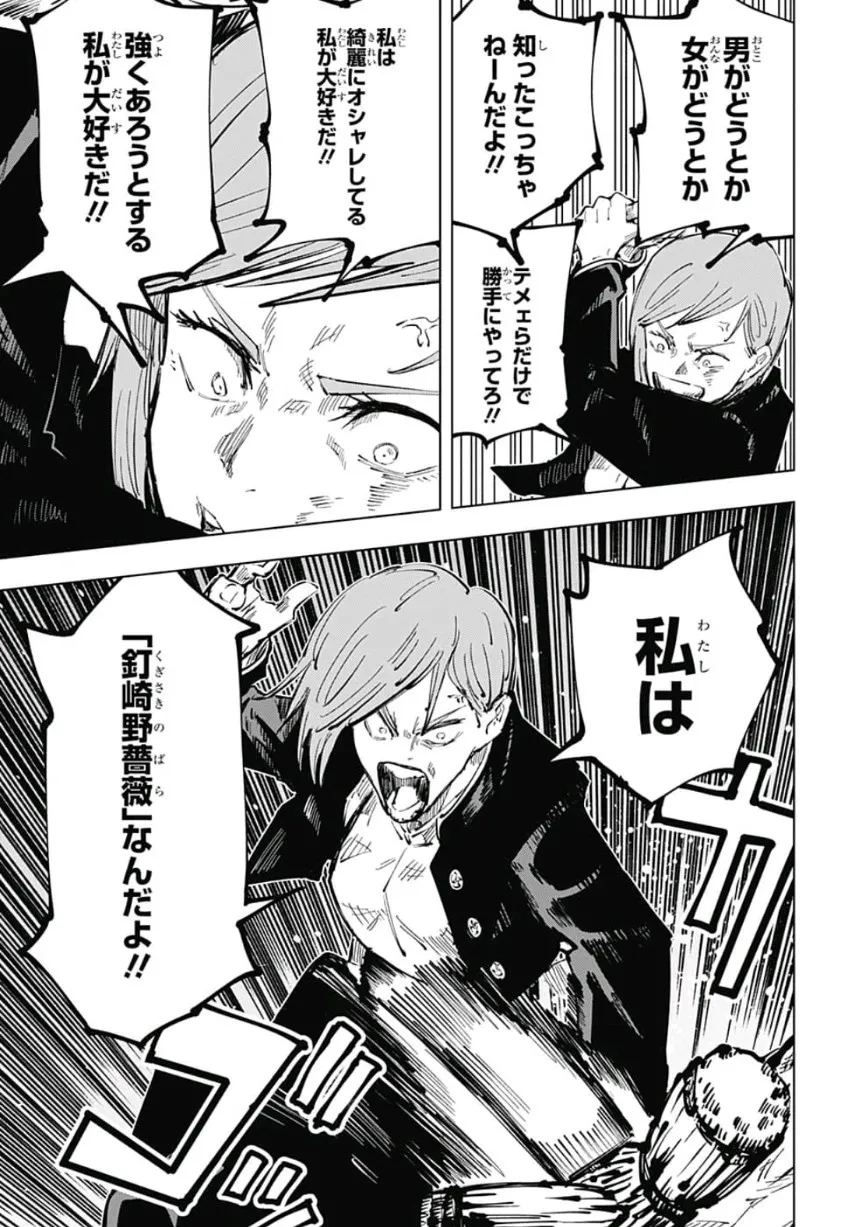 男がどうとか
女がどうとか
知ったこっちゃ
ねーんだよ!!
テメェらだけで
勝手にやってろ!!
私は
綺麗にオシャレしてる
私が大好きだ!!
強くあろうとする
私が大好きだ!!
私は
「釘崎野薔薇」なんだよ!!